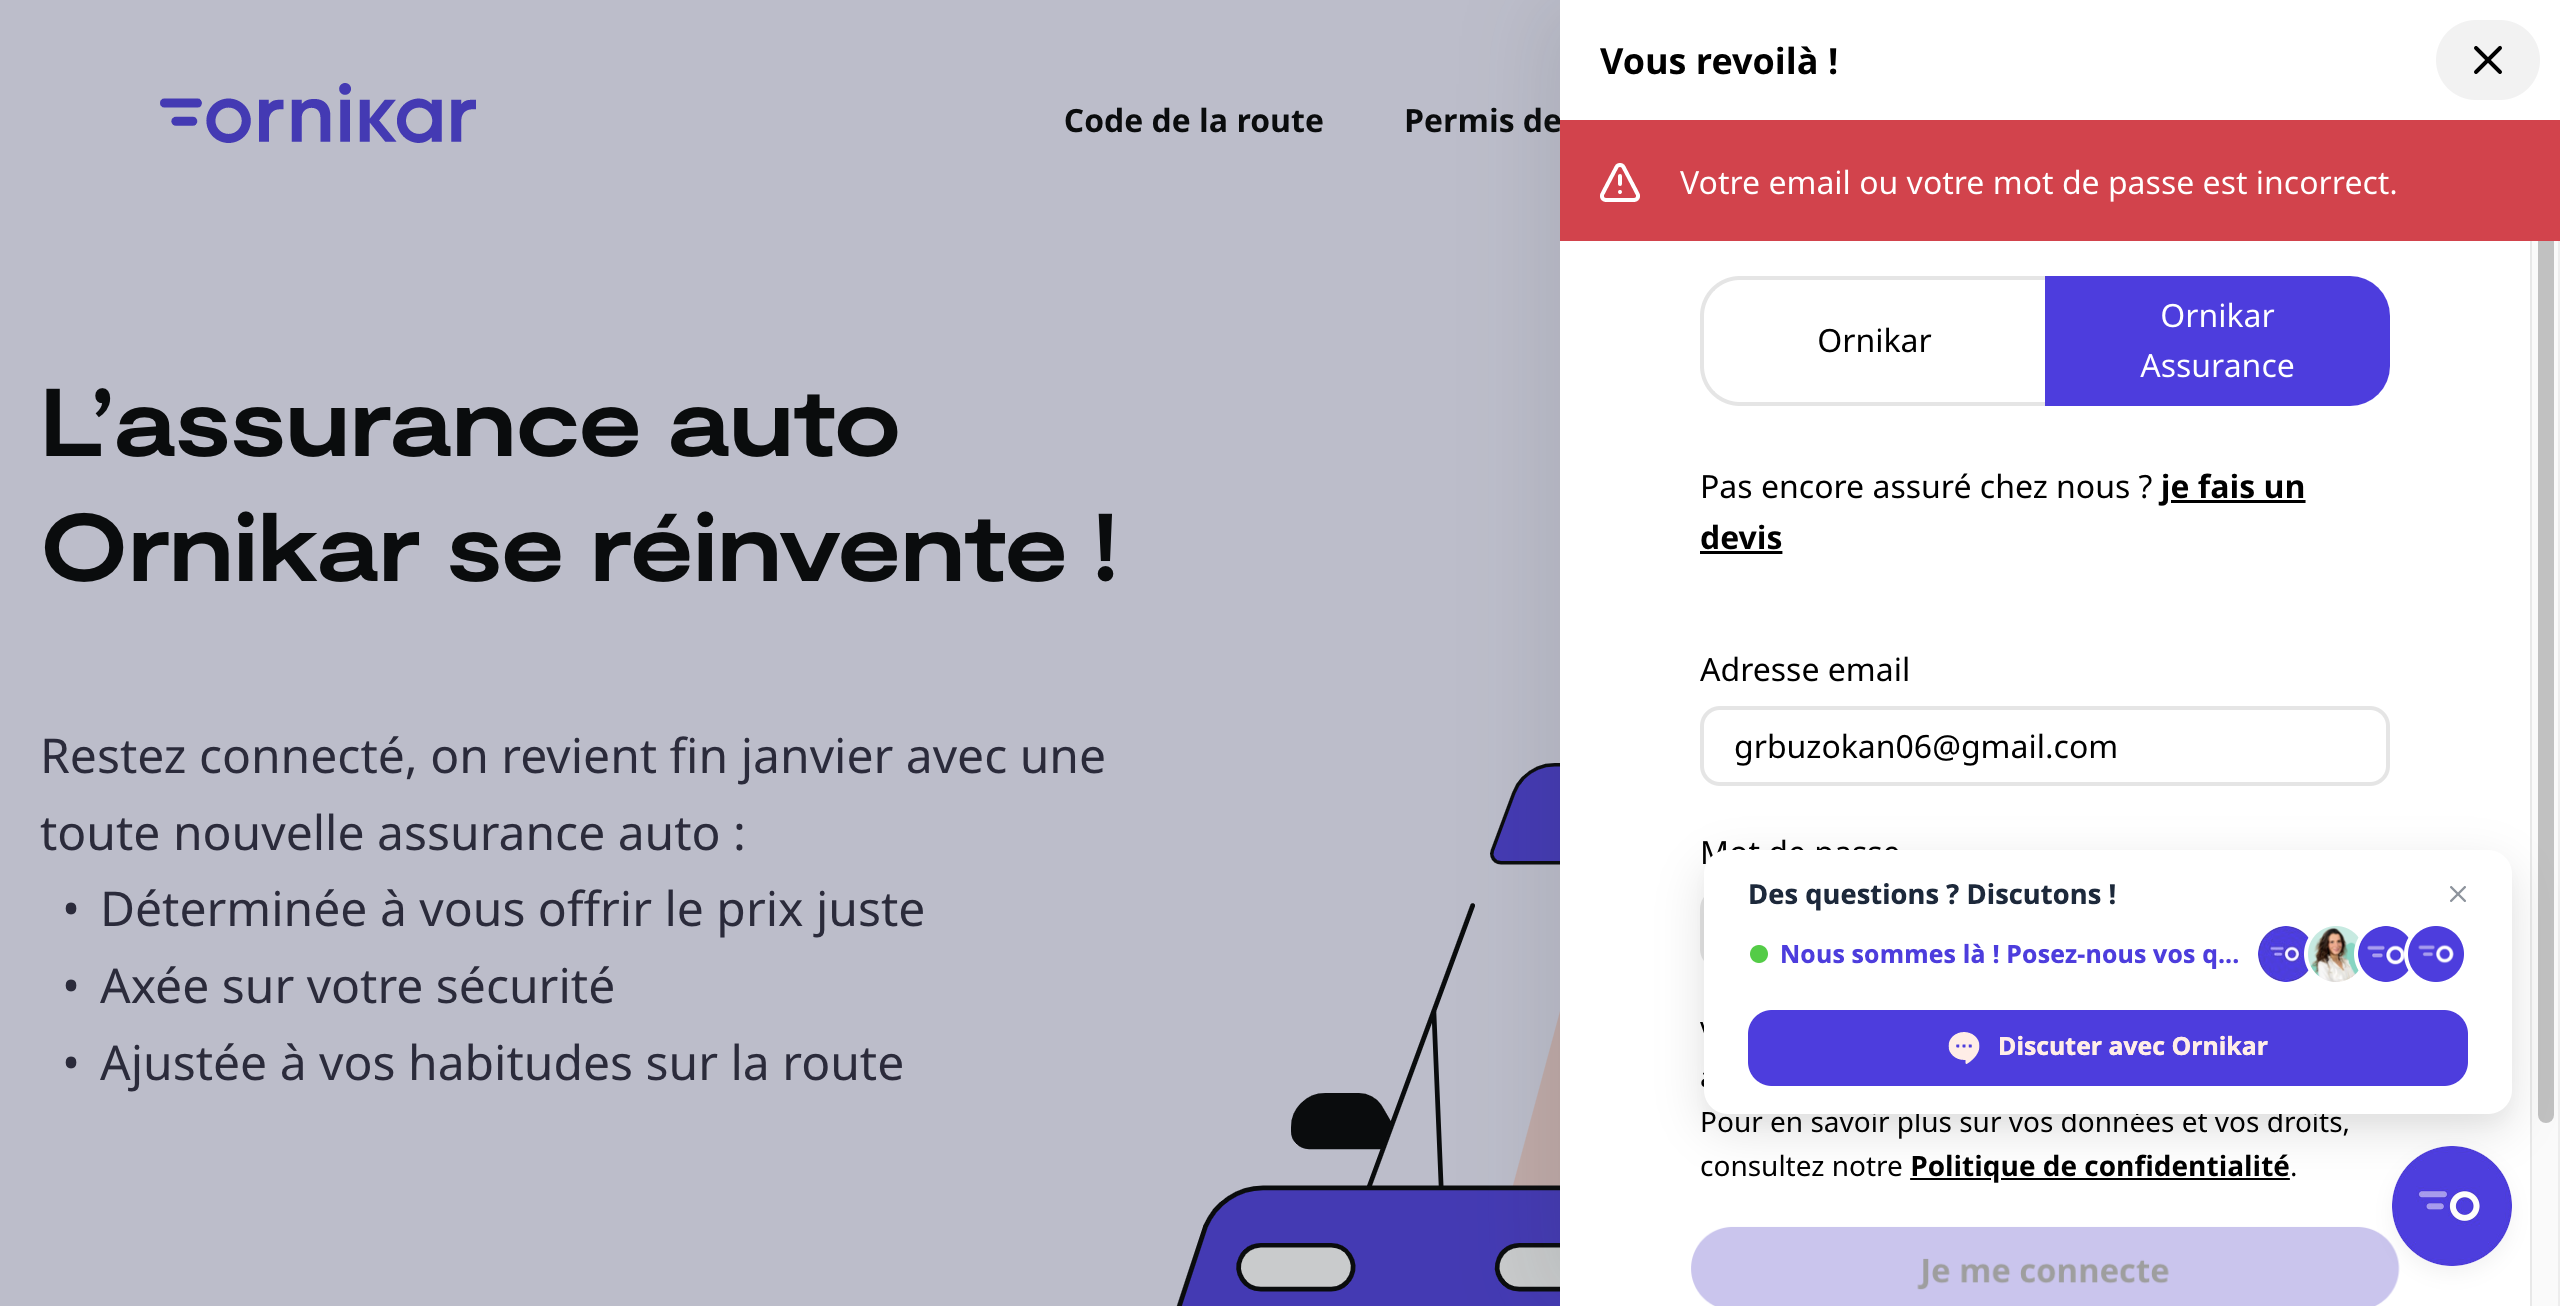 ornikar
Code de la route
Permis de
L'assurance auto
Ornikar se réinvente !
Restez connecté, on revient fin janvier avec une
toute nouvelle assurance auto :
• Déterminée à vous offrir le prix juste
• Axée sur votre sécurité
• Ajustée à vos habitudes sur la route
Vous revoilà !
Votre email ou votre mot de passe est incorrect.
Ornikar
Ornikar
Assurance
Pas encore assuré chez nous ? je fais un
devis
Adresse email
grbuzokan06@gmail.com
Mot de passe
Des questions ? Discutons !
Nous sommes là ! Posez-nous vos q...
Discuter avec Ornikar
Pour en savoir plus sur vos données et vos droits,
consultez notre Politique de confidentialité.
Je me connecte